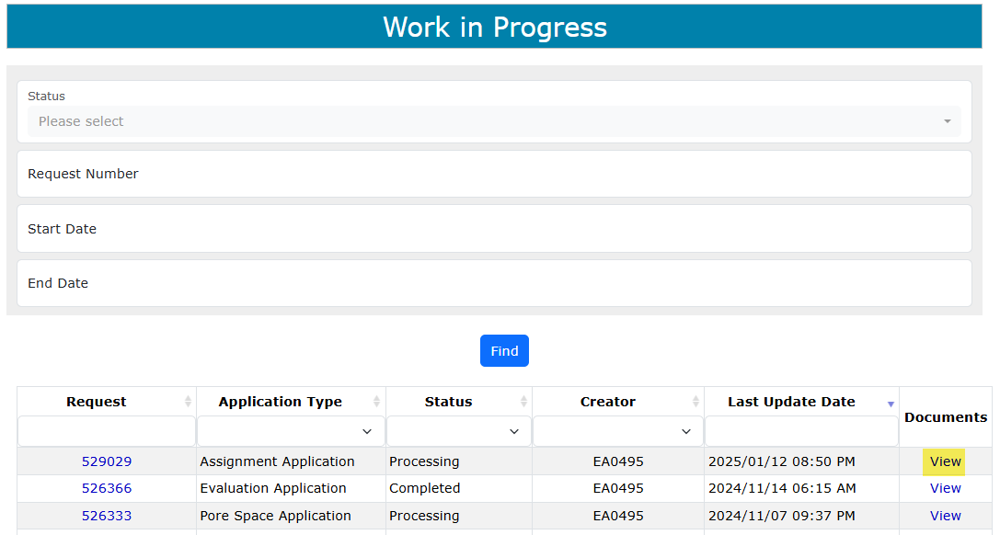 Work in Progress
Status
Please select
Request Number
Start Date
End Date
Find
Request Application Type Status Creator Last Update Date Documents
529029 Assignment Application Processing EA0495 2025/01/12 08:50 PM View
526366 Evaluation Application Completed EA0495 2024/11/14 06:15 AM View
526333 Pore Space Application Processing EA0495 2024/11/07 09:37 PM View